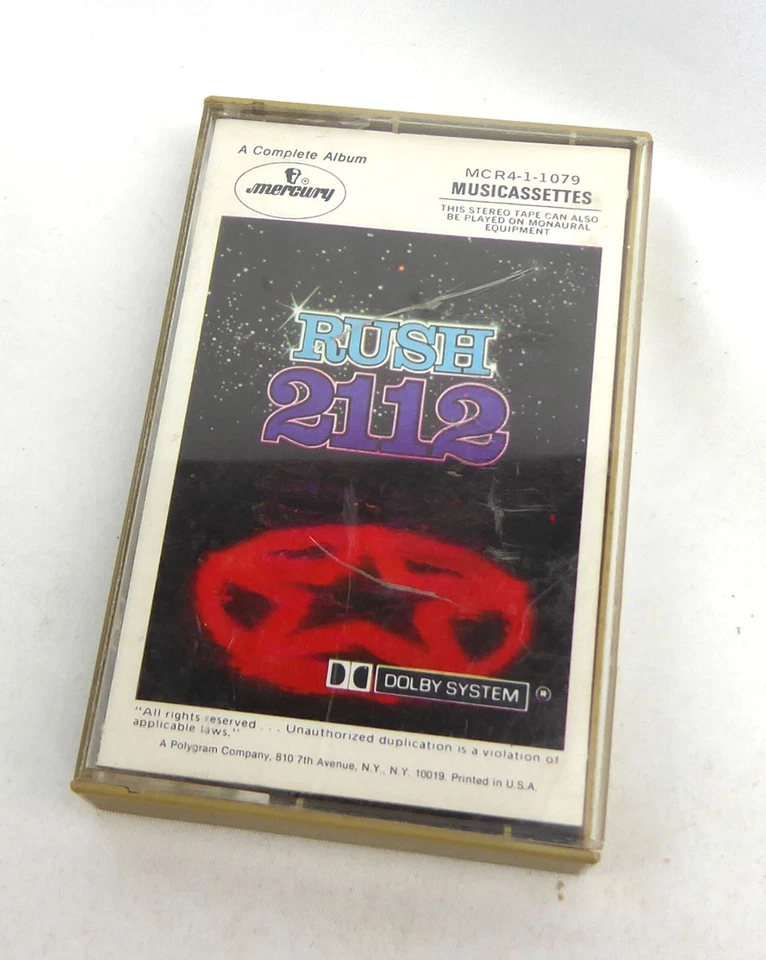 A Complete Album
mercury
MCR4-1-1079
MUSICASSETTES
THIS STEREO TAPE CAN ALSO
BE PLAYED ON MONAURAL
EQUIPMENT
RUSH
2112
DOLBY SYSTEM ®
"All rights reserved . . . Unauthorized duplication is a violation of
applicable laws."
A Polygram Company, 810 7th Avenue, N.Y., N.Y. 10019 Printed in U.S.A.